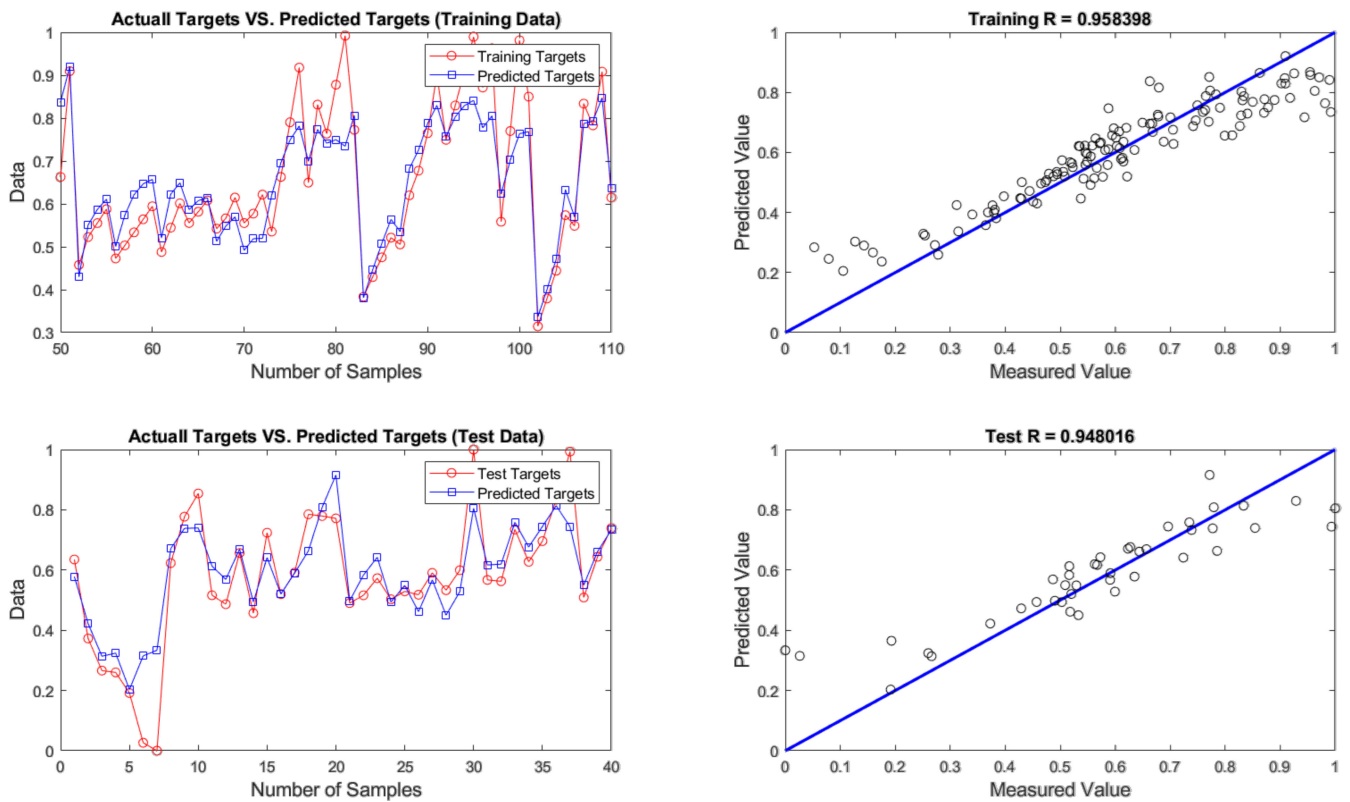 Actuall Targets VS. Predicted Targets (Training Data)
1
0.9
0.8
0.7
0.6
0.5
0.4
0.3
Data
Training Targets
Predicted Targets
50 60 70 80 90 100 110
Number of Samples
Training R = 0.958398
1
0.8
0.6
0.4
0.2
0
Predicted Value
0 0.1 0.2 0.3 0.4 0.5 0.6 0.7 0.8 0.9 1
Measured Value
Actuall Targets VS. Predicted Targets (Test Data)
1
0.8
0.6
0.4
0.2
0
Data
Test Targets
Predicted Targets
0 5 10 15 20 25 30 35 40
Number of Samples
Test R = 0.948016
1
0.8
0.6
0.4
0.2
0
Predicted Value
0 0.1 0.2 0.3 0.4 0.5 0.6 0.7 0.8 0.9 1
Measured Value